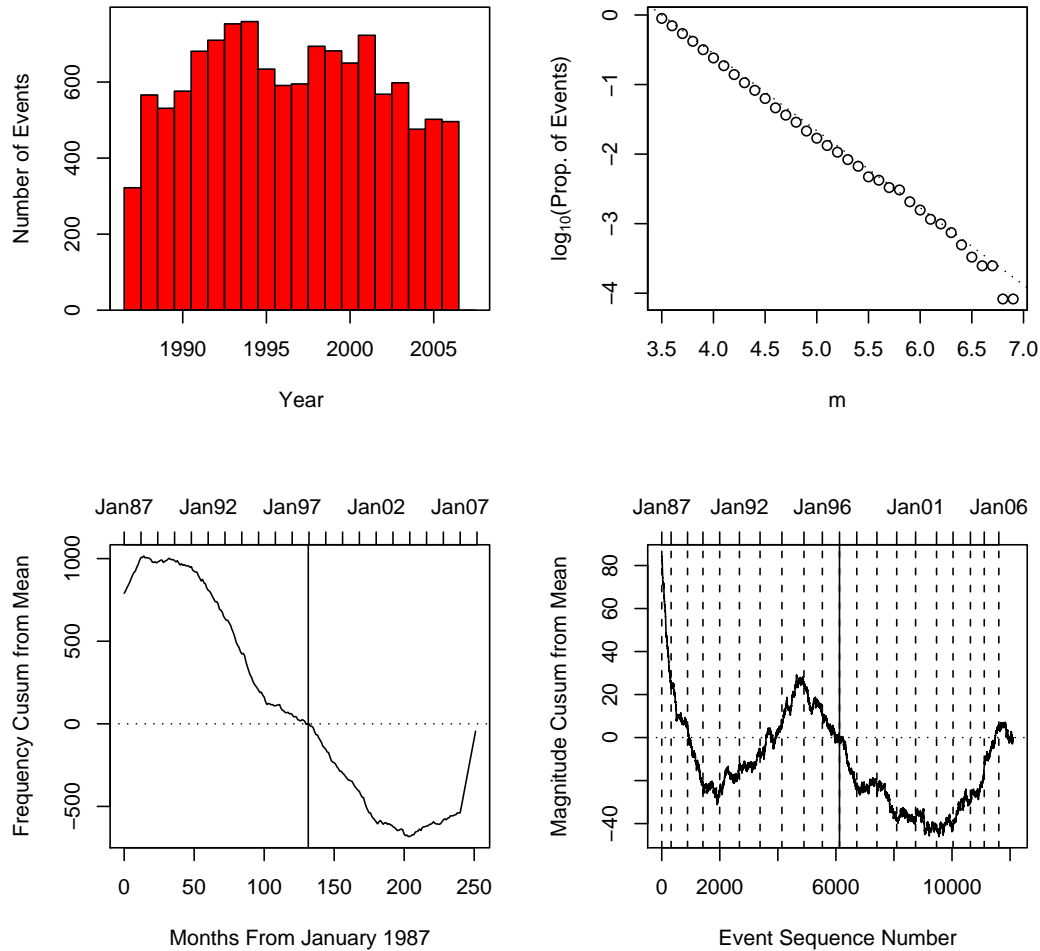 Number of Events
0 200 400 600
1990 1995 2000 2005
Year
log₁₀(Prop. of Events)
0 −1 −2 −3 −4
3.5 4.0 4.5 5.0 5.5 6.0 6.5 7.0
m
Jan87 Jan92 Jan97 Jan02 Jan07
Frequency Cusum from Mean
−500 0 500 1000
0 50 100 150 200 250
Months From January 1987
Jan87 Jan92 Jan96 Jan01 Jan06
Magnitude Cusum from Mean
−40 0 20 40 60 80
0 2000 6000 10000
Event Sequence Number